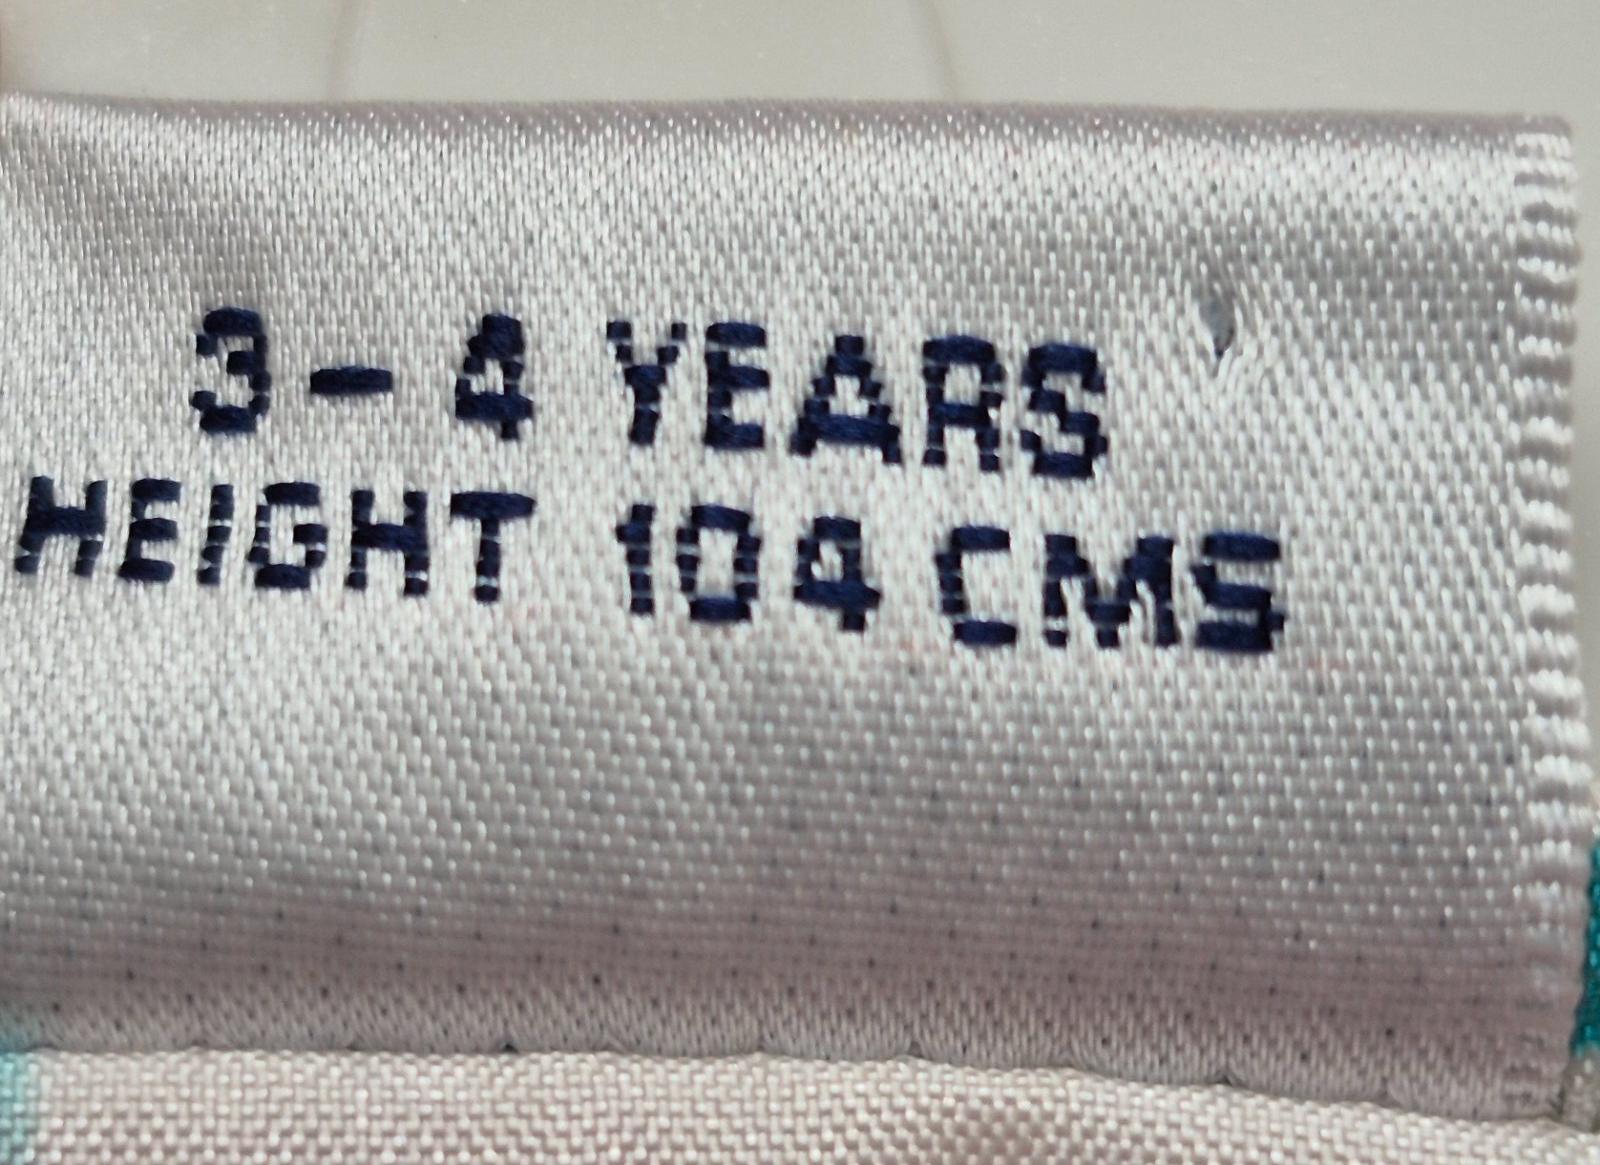 3 - 4 YEARS
HEIGHT 104 CMS